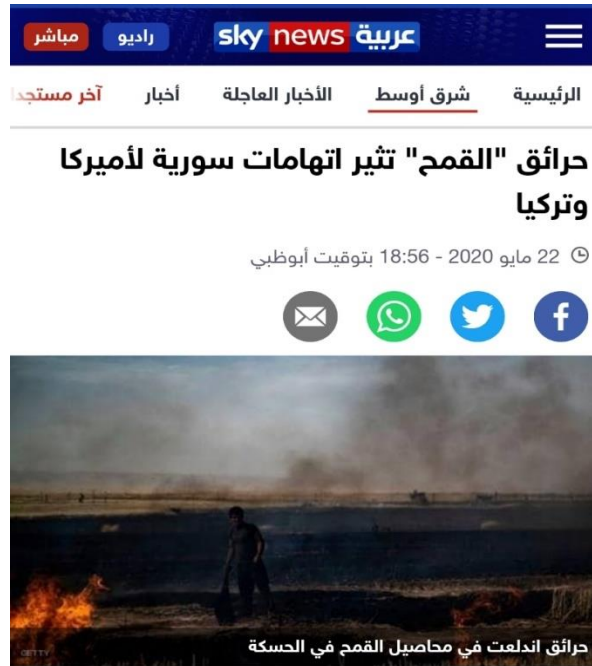 sky news عربية
راديو
مباشر
الرئيسية
شرق أوسط
الأخبار العاجلة
أخبار
آخر مستجدا
حرائق "القمح" تثير اتهامات سورية لأميركا
وتركيا
22 مايو 2020 - 18:56 بتوقيت أبوظبي
حرائق اندلعت في محاصيل القمح في الحسكة
GETTY